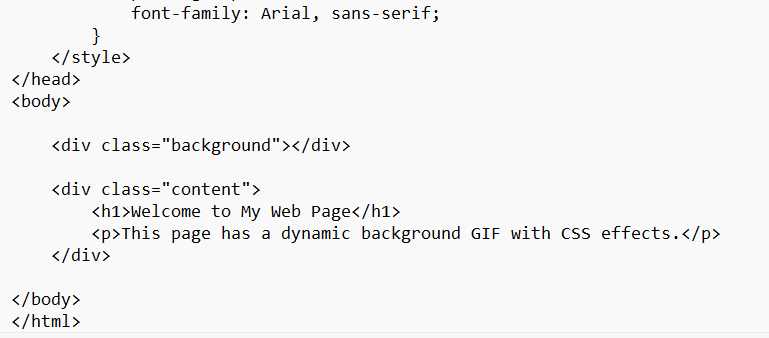 font-family: Arial, sans-serif;
}
</style>
</head>
<body>
<div class="background"></div>
<div class="content">
<h1>Welcome to My Web Page</h1>
<p>This page has a dynamic background GIF with CSS effects.</p>
</div>
</body>
</html>